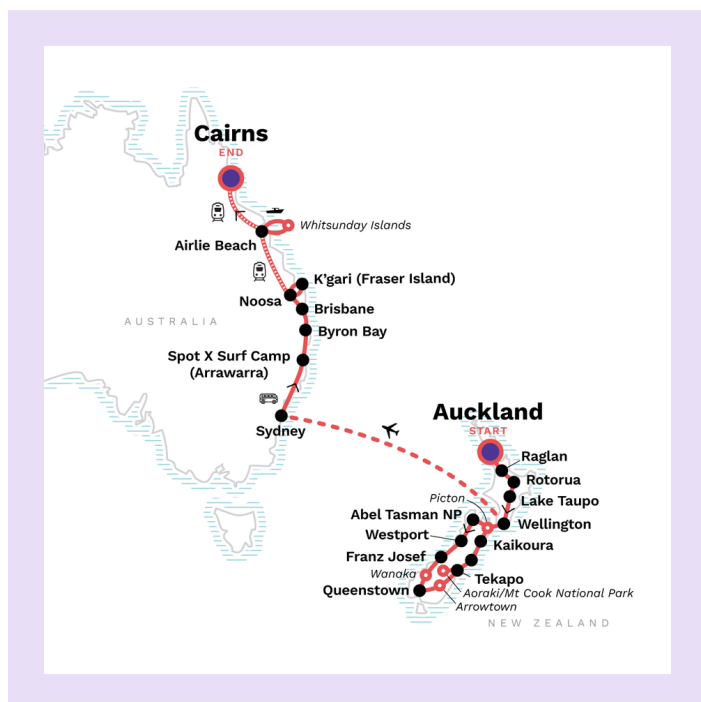 Cairns
END
Whitsunday Islands
Airlie Beach
K'gari (Fraser Island)
Noosa
Brisbane
AUSTRALIA
Byron Bay
Spot X Surf Camp
(Arrawarra)
Sydney
Auckland
START
Raglan
Rotorua
Lake Taupo
Picton
Abel Tasman NP
Wellington
Westport
Kaikoura
Franz Josef
Wanaka
Tekapo
Queenstown
Aoraki/Mt Cook National Park
Arrowtown
NEW ZEALAND